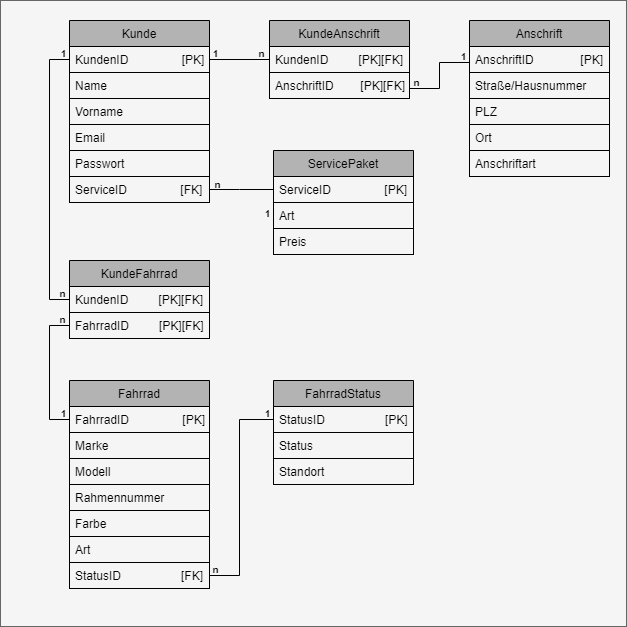 Kunde
1 KundenID [PK] 1
Name
Vorname
Email
Passwort
ServiceID [FK] n
KundeAnschrift
n KundenID [PK][FK]
AnschriftID [PK][FK] n
Anschrift
1 AnschriftID [PK]
Straße/Hausnummer
PLZ
Ort
Anschriftart
ServicePaket
ServiceID [PK]
1 Art
Preis
KundeFahrrad
n KundenID [PK][FK]
n FahrradID [PK][FK]
Fahrrad
1 FahrradID [PK]
Marke
Modell
Rahmennummer
Farbe
Art
StatusID [FK] n
FahrradStatus
1 StatusID [PK]
Status
Standort